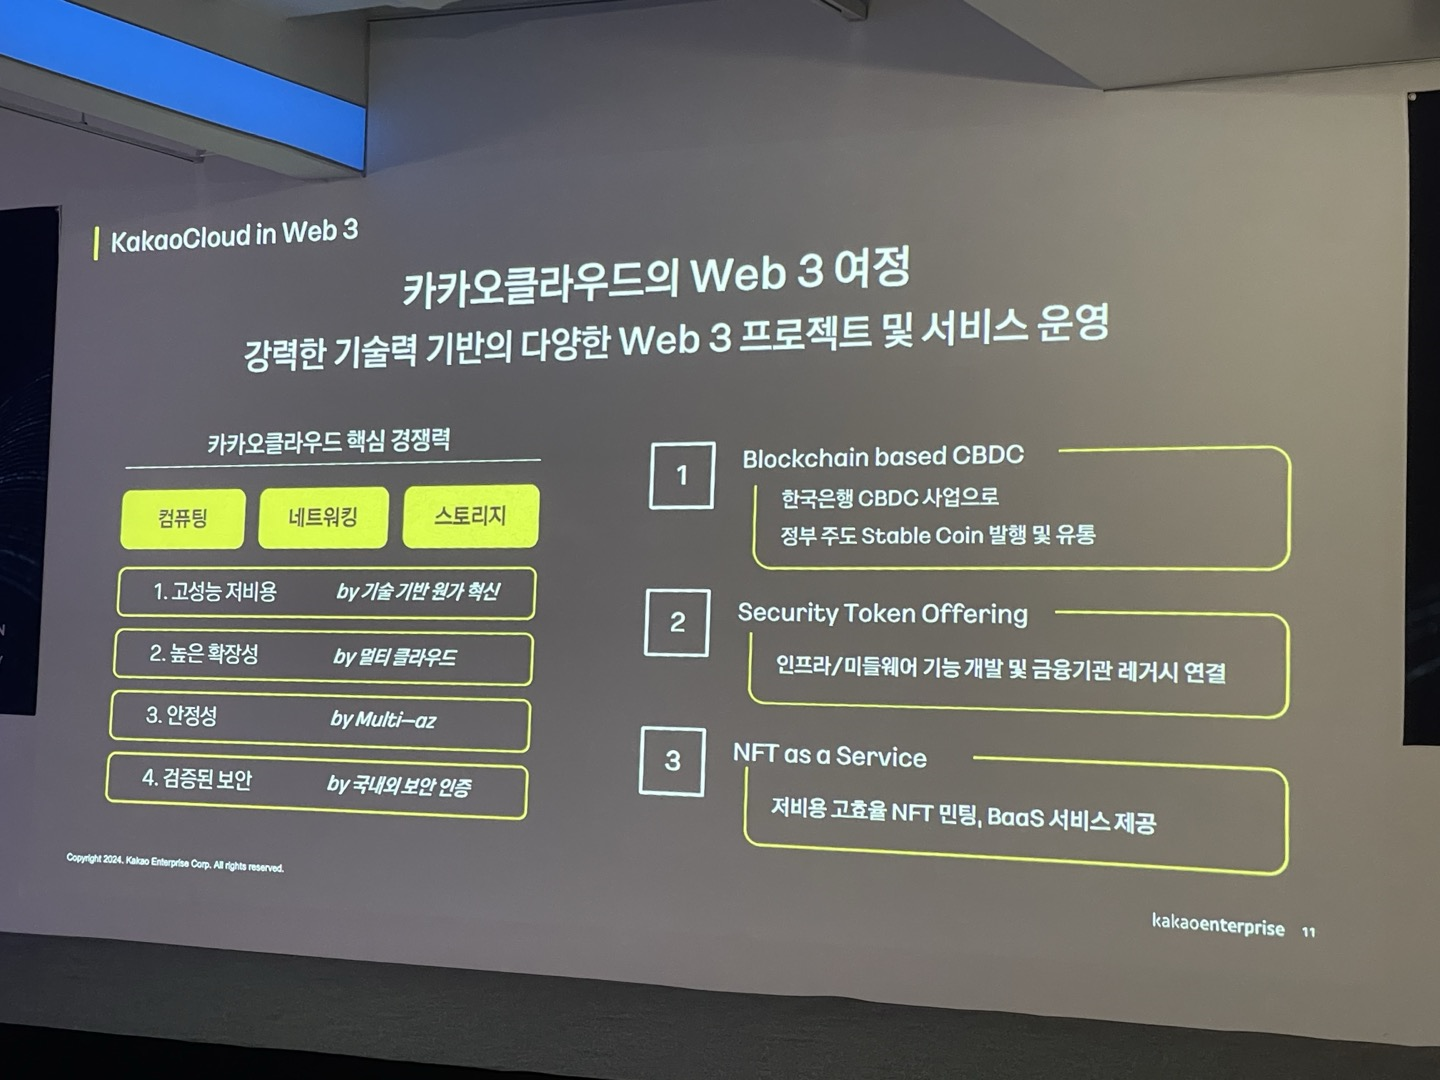 KakaoCloud in Web 3
카카오클라우드의 Web 3 여정
강력한 기술력 기반의 다양한 Web 3 프로젝트 및 서비스 운영
카카오클라우드 핵심 경쟁력
컴퓨팅
네트워킹
스토리지
1. 고성능 저비용 by 기술 기반 원가 혁신
2. 높은 확장성 by 멀티 클라우드
3. 안정성 by Multi-az
4. 검증된 보안 by 국내외 보안 인증
1
Blockchain based CBDC
한국은행 CBDC 사업으로
정부 주도 Stable Coin 발행 및 유통
2
Security Token Offering
인프라/미들웨어 기능 개발 및 금융기관 레거시 연결
3
NFT as a Service
저비용 고효율 NFT 민팅, BaaS 서비스 제공
Copyright 2024. Kakao Enterprise Corp. All rights reserved.
kakaoenterprise 11